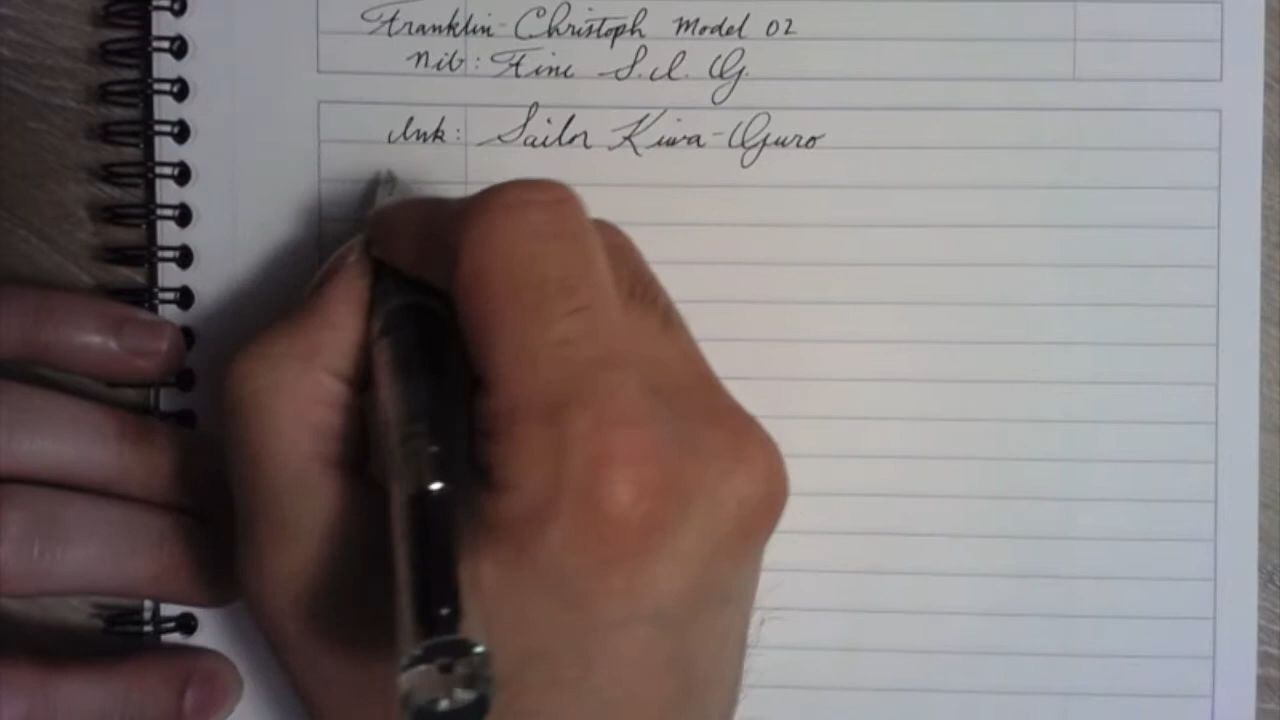 Franklin-Christoph Model 02
Nib: Fine S.I.G.
Ink: Sailor Kiwa-Guro